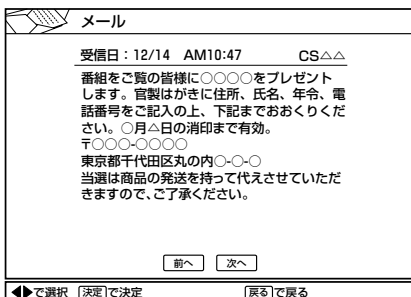 メール
受信日：12/14　AM10:47　CS△△
番組をご覧の皆様に○○○○をプレゼント
します。官製はがきに住所、氏名、年令、電
話番号をご記入の上、下記までおおくりくだ
さい。○月△日の消印まで有効。
〒○○○-○○○○
東京都千代田区丸の内○-○-○
当選は商品の発送を持って代えさせていただ
きますので、ご了承ください。
前へ　次へ
◀▶で選択　決定で決定　戻るで戻る